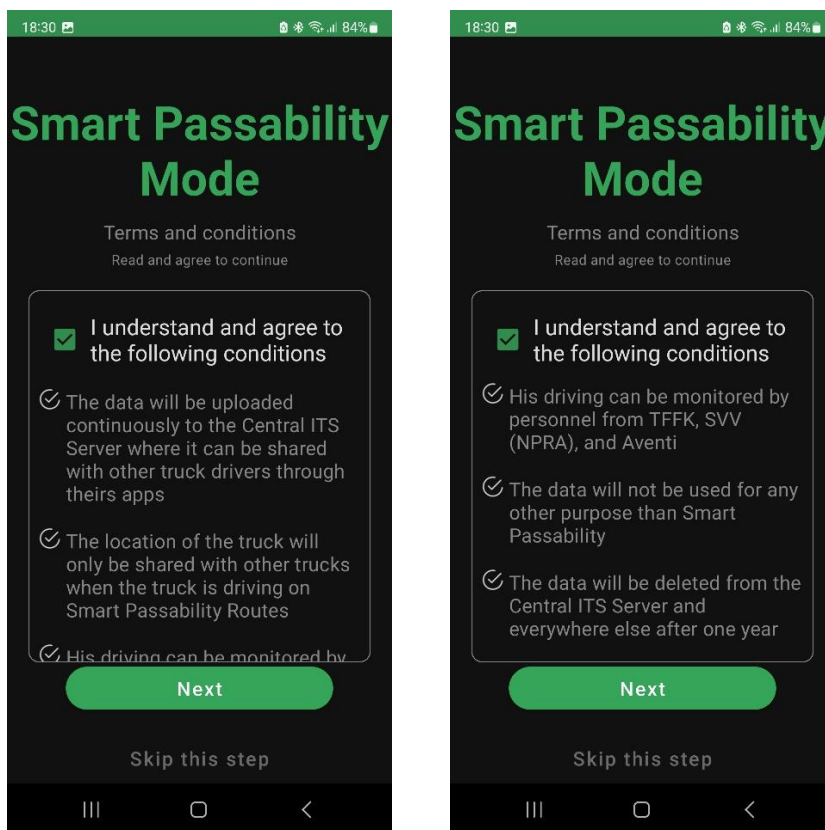 18:30
84%
Smart Passability
Mode
Terms and conditions
Read and agree to continue
I understand and agree to
the following conditions
The data will be uploaded
continuously to the Central ITS
Server where it can be shared
with other truck drivers through
theirs apps
The location of the truck will
only be shared with other trucks
when the truck is driving on
Smart Passability Routes
His driving can be monitored by
Next
Skip this step
18:30
84%
Smart Passability
Mode
Terms and conditions
Read and agree to continue
I understand and agree to
the following conditions
His driving can be monitored by
personnel from TFFK, SVV
(NPRA), and Aventi
The data will not be used for any
other purpose than Smart
Passability
The data will be deleted from the
Central ITS Server and
everywhere else after one year
Next
Skip this step